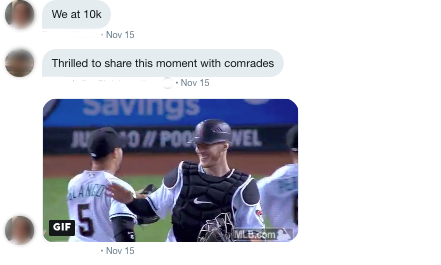 We at 10k
· Nov 15
Thrilled to share this moment with comrades
· Nov 15
Savings
BLANCO
5
GIF
MLB.com
· Nov 15